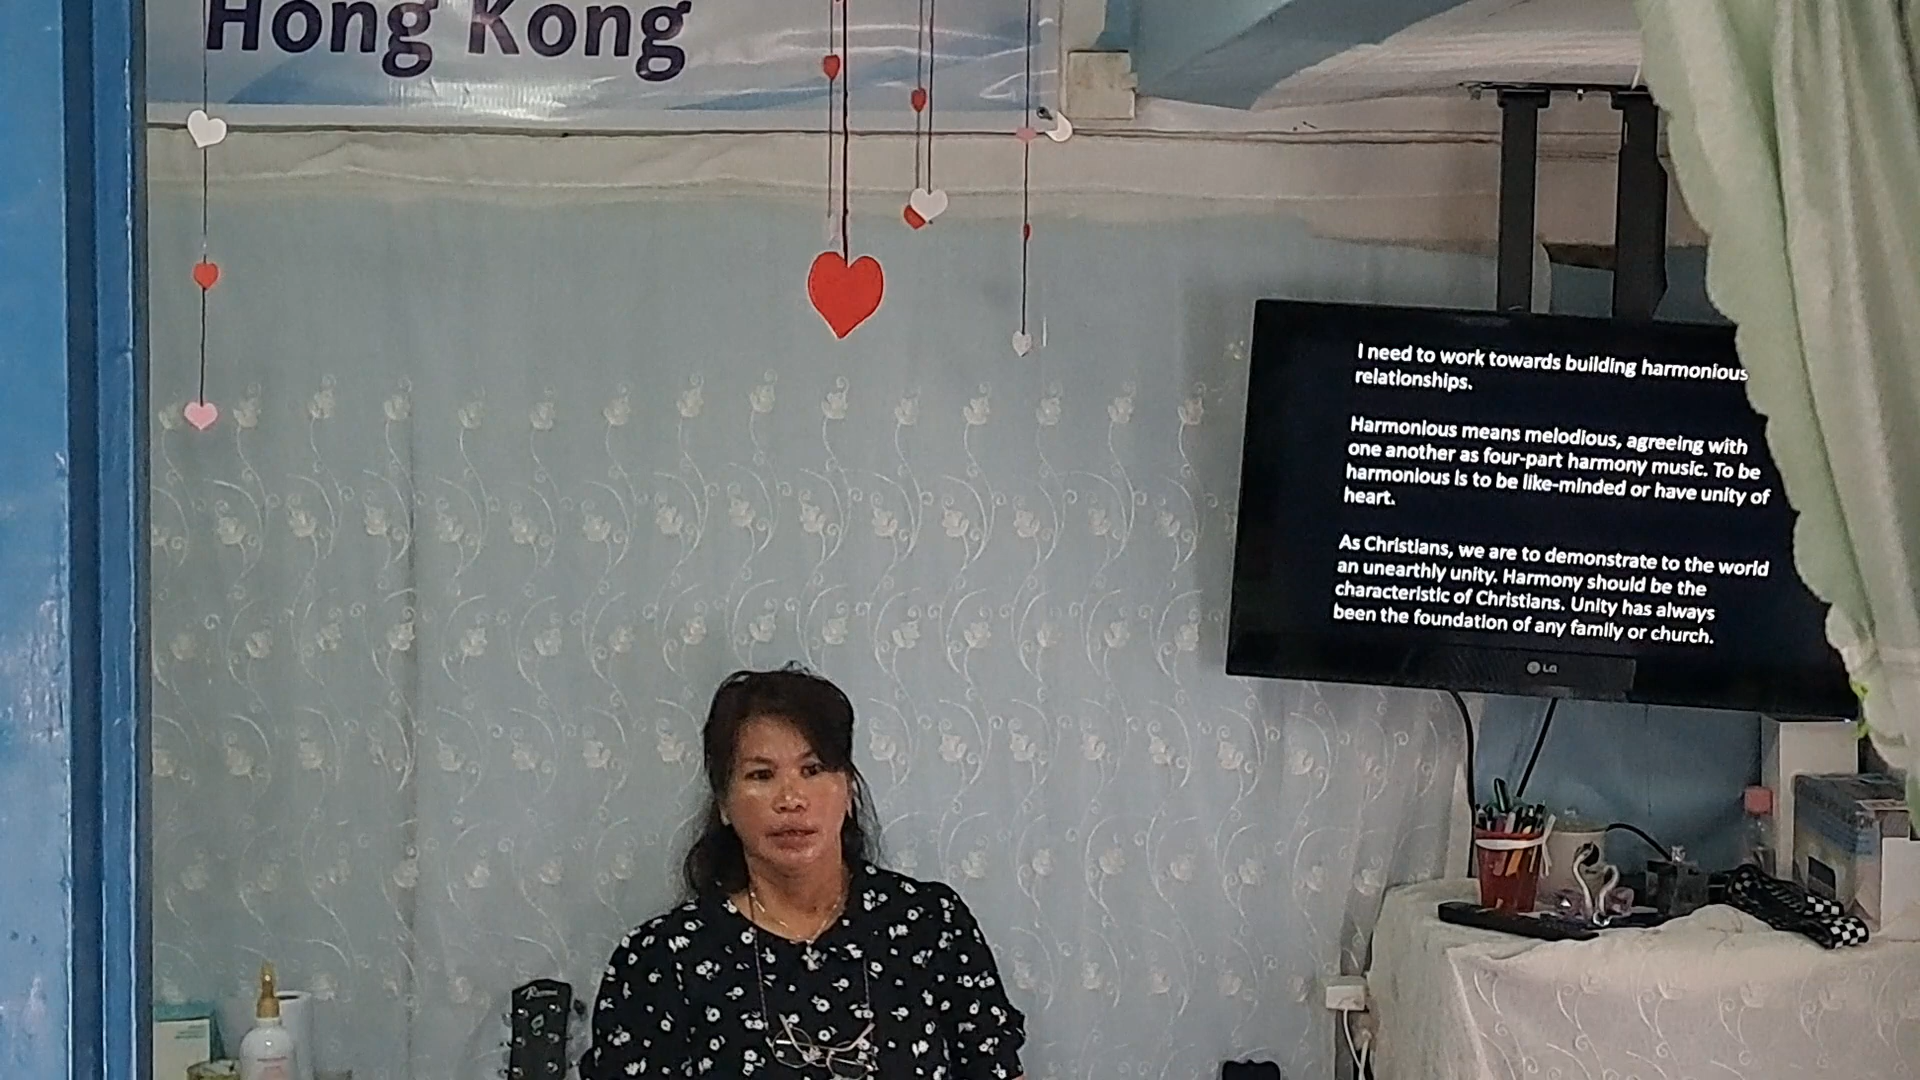 Hong Kong
I need to work towards building harmonious
relationships.
Harmonious means melodious, agreeing with
one another as four-part harmony music. To be
harmonious is to be like-minded or have unity of
heart.
As Christians, we are to demonstrate to the world
an unearthly unity. Harmony should be the
characteristic of Christians. Unity has always
been the foundation of any family or church.
LG